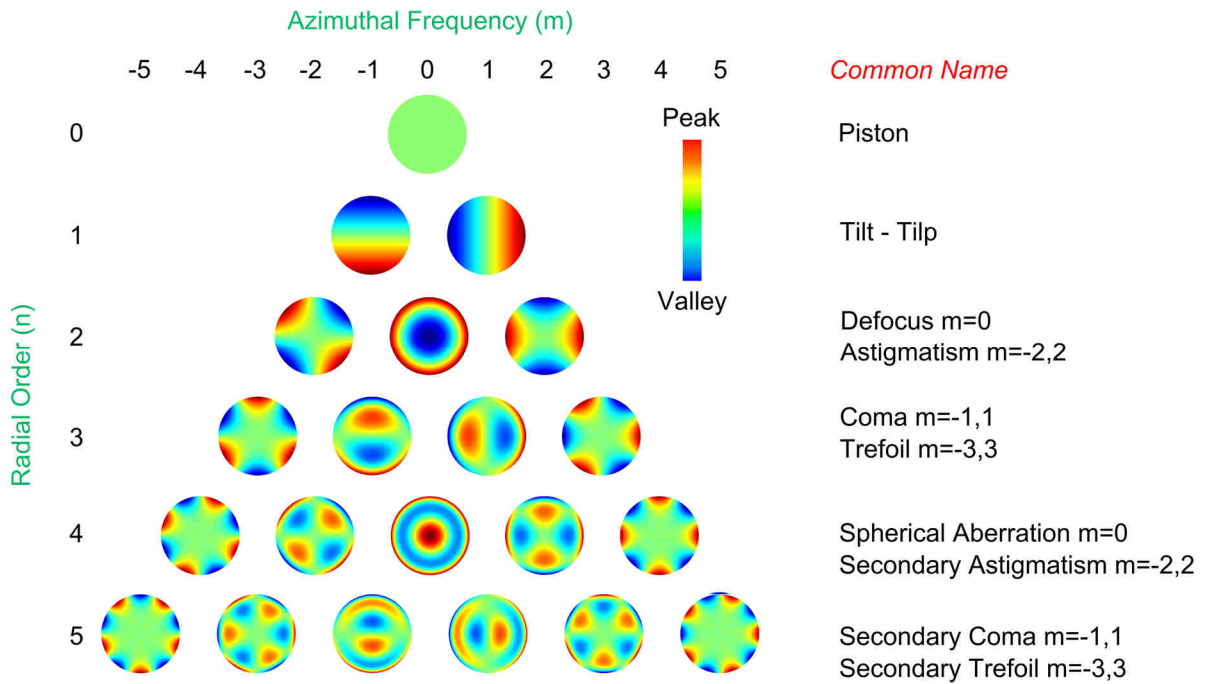 Azimuthal Frequency (m)
-5 -4 -3 -2 -1 0 1 2 3 4 5
Common Name
Peak
Valley
Radial Order (n)
0
Piston
1
Tilt - Tilp
2
Defocus m=0
Astigmatism m=-2,2
3
Coma m=-1,1
Trefoil m=-3,3
4
Spherical Aberration m=0
Secondary Astigmatism m=-2,2
5
Secondary Coma m=-1,1
Secondary Trefoil m=-3,3